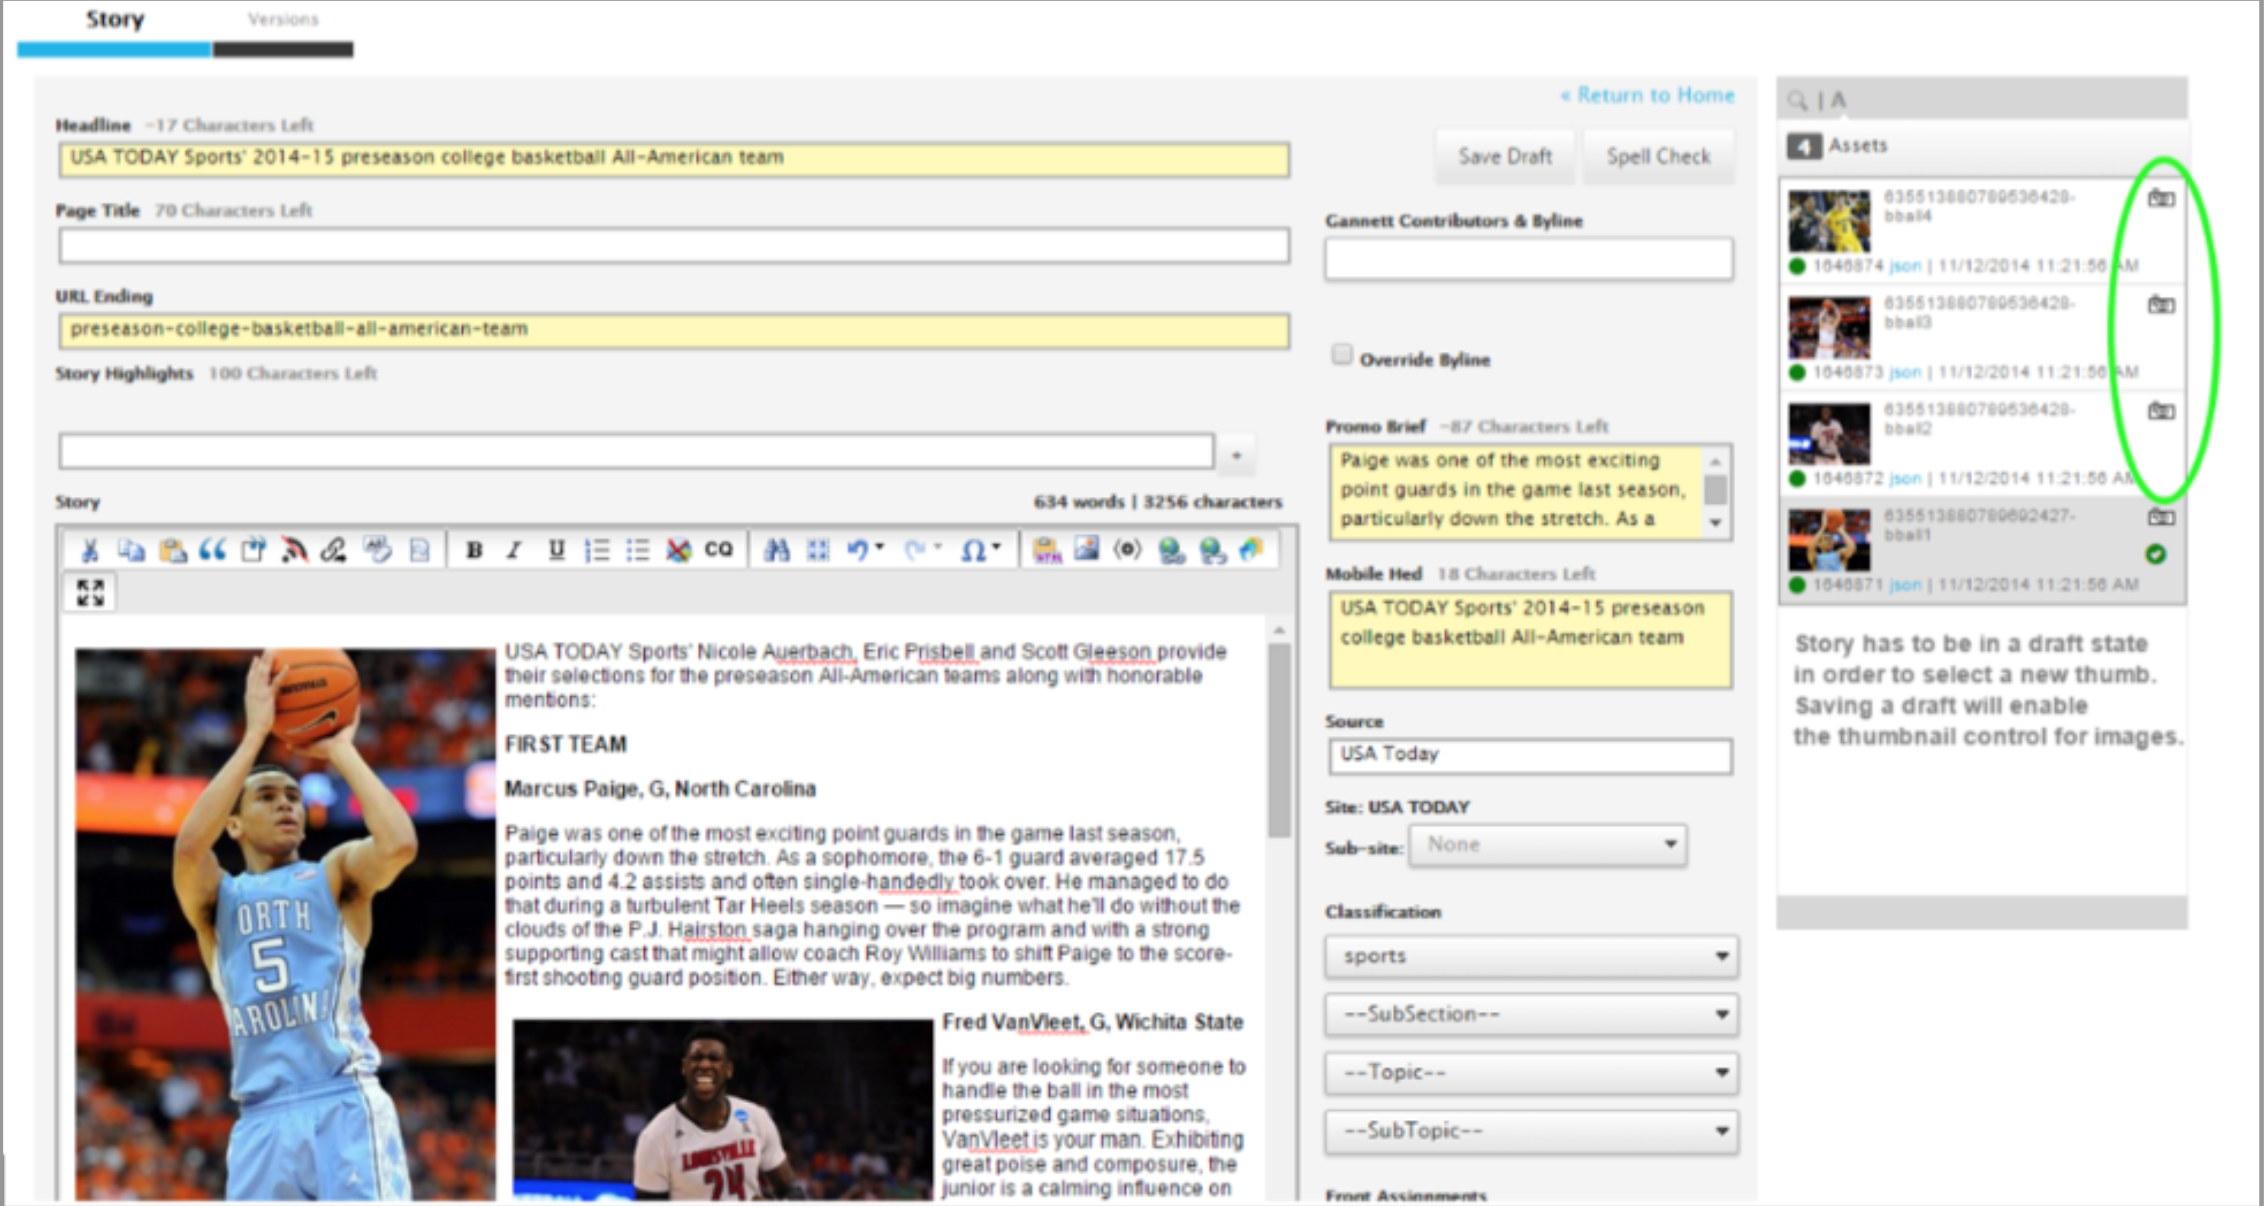 Story
Versions
« Return to Home
Headline -17 Characters Left
USA TODAY Sports' 2014-15 preseason college basketball All-American team
Save Draft
Spell Check
Page Title 70 Characters Left
URL Ending
preseason-college-basketball-all-american-team
Story Highlights 100 Characters Left
+
Story
634 words | 3256 characters
B I U
CQ
Ω
HTML
USA TODAY Sports' Nicole Auerbach, Eric Prisbell and Scott Gleeson provide
their selections for the preseason All-American teams along with honorable
mentions:
FIRST TEAM
Marcus Paige, G, North Carolina
Paige was one of the most exciting point guards in the game last season,
particularly down the stretch. As a sophomore, the 6-1 guard averaged 17.5
points and 4.2 assists and often single-handedly took over. He managed to do
that during a turbulent Tar Heels season — so imagine what he'll do without the
clouds of the P.J. Hairston saga hanging over the program and with a strong
supporting cast that might allow coach Roy Williams to shift Paige to the score-
first shooting guard position. Either way, expect big numbers.
Fred VanVleet, G, Wichita State
If you are looking for someone to
handle the ball in the most
pressurized game situations,
VanVleet is your man. Exhibiting
great poise and composure, the
junior is a calming influence on
ORTH
5
AROLIN
LOUISVILLE
24
Gannett Contributors & Byline
Override Byline
Promo Brief -87 Characters Left
Paige was one of the most exciting
point guards in the game last season,
particularly down the stretch. As a
Mobile Hed 18 Characters Left
USA TODAY Sports' 2014-15 preseason
college basketball All-American team
Source
USA Today
Site: USA TODAY
Sub-site: None
Classification
sports
--SubSection--
--Topic--
--SubTopic--
Front Assignments
| A
4 Assets
635513880789536428-
bball4
1646874 json | 11/12/2014 11:21:56 AM
635513880789536428-
bball3
1646873 json | 11/12/2014 11:21:56 AM
635513880789536428-
bball2
1646872 json | 11/12/2014 11:21:56 AM
635513880789692427-
bball1
1646871 json | 11/12/2014 11:21:56 AM
Story has to be in a draft state
in order to select a new thumb.
Saving a draft will enable
the thumbnail control for images.